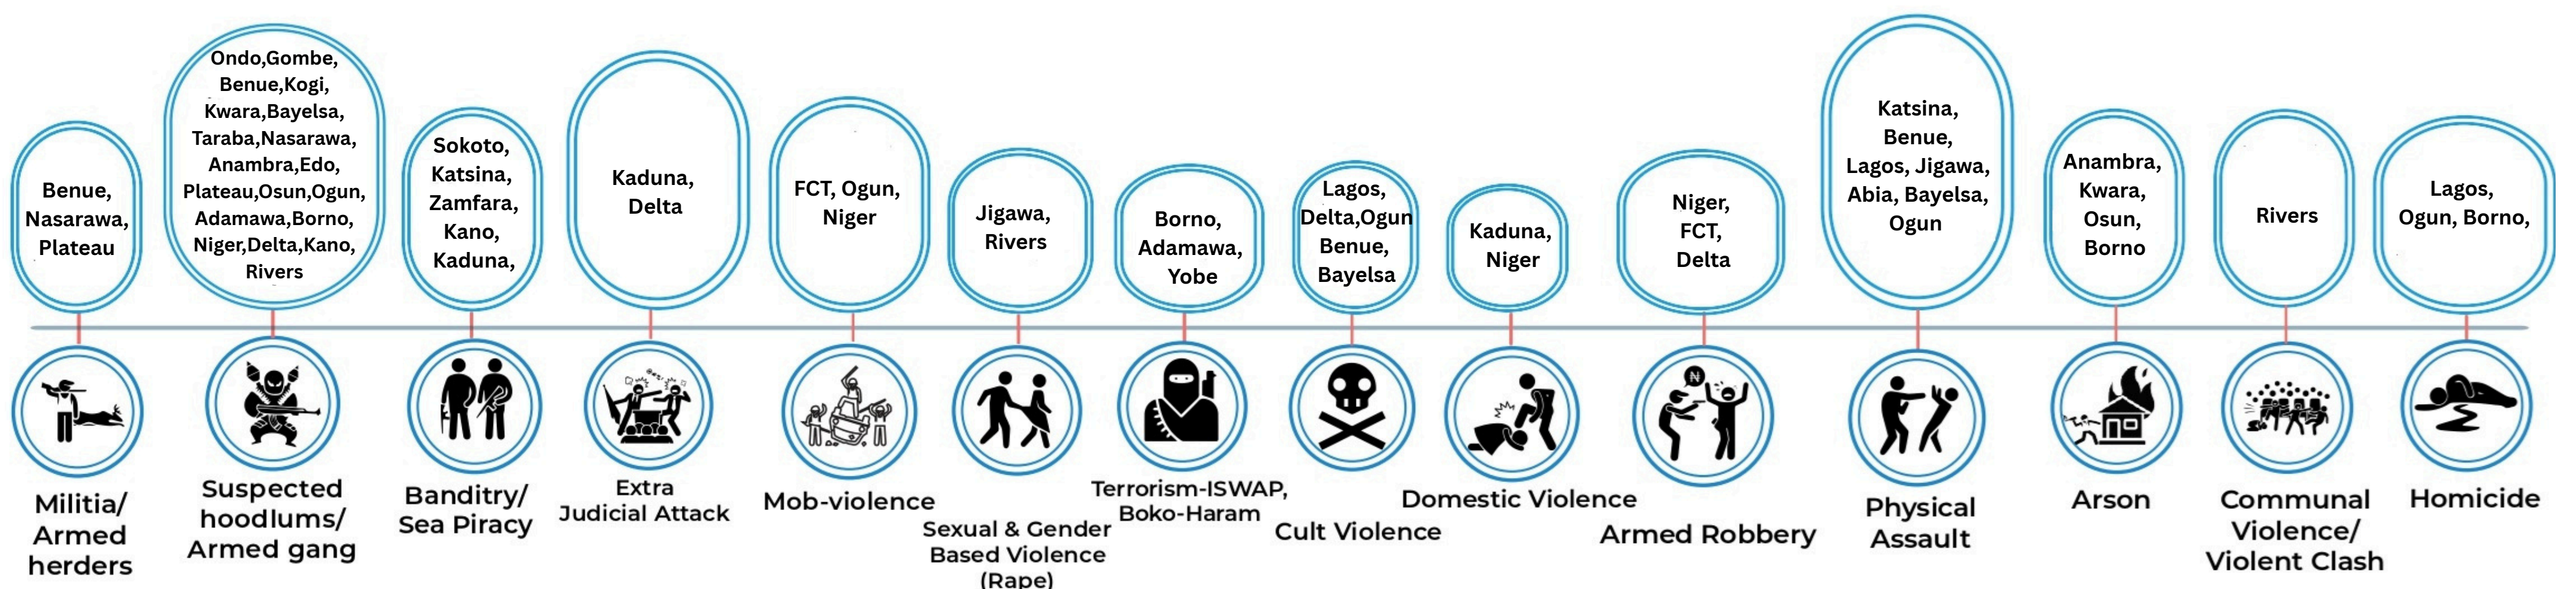 Ondo,Gombe,
Benue,Kogi,
Kwara,Bayelsa,
Taraba,Nasarawa,
Anambra,Edo,
Plateau,Osun,Ogun,
Adamawa,Borno,
Niger,Delta,Kano,
Rivers
Benue,
Nasarawa,
Plateau
Sokoto,
Katsina,
Zamfara,
Kano,
Kaduna,
Kaduna,
Delta
FCT, Ogun,
Niger
Jigawa,
Rivers
Borno,
Adamawa,
Yobe
Lagos,
Delta,Ogun
Benue,
Bayelsa
Kaduna,
Niger
Niger,
FCT,
Delta
Katsina,
Benue,
Lagos, Jigawa,
Abia, Bayelsa,
Ogun
Anambra,
Kwara,
Osun,
Borno
Rivers
Lagos,
Ogun, Borno,
₦
Militia/
Armed
herders
Suspected
hoodlums/
Armed gang
Banditry/
Sea Piracy
Extra
Judicial Attack
Mob-violence
Sexual & Gender
Based Violence
(Rape)
Terrorism-ISWAP,
Boko-Haram
Cult Violence
Domestic Violence
Armed Robbery
Physical
Assault
Arson
Communal
Violence/
Violent Clash
Homicide